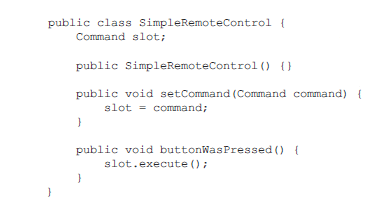 public class SimpleRemoteControl {
Command slot;
public SimpleRemoteControl() {}
public void setCommand(Command command) {
slot = command;
}
public void buttonWasPressed() {
slot.execute();
}
}